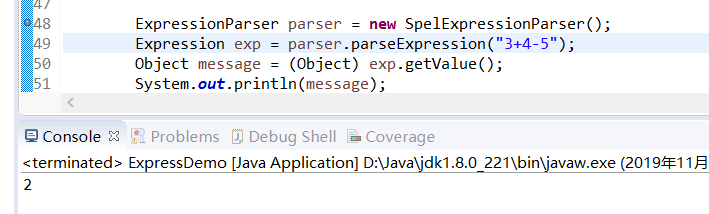 47
48 ExpressionParser parser = new SpelExpressionParser();
49 Expression exp = parser.parseExpression("3+4-5");
50 Object message = (Object) exp.getValue();
51 System.out.println(message);
Console Problems Debug Shell Coverage
<terminated> ExpressDemo [Java Application] D:\Java\jdk1.8.0_221\bin\javaw.exe (2019年11月
2